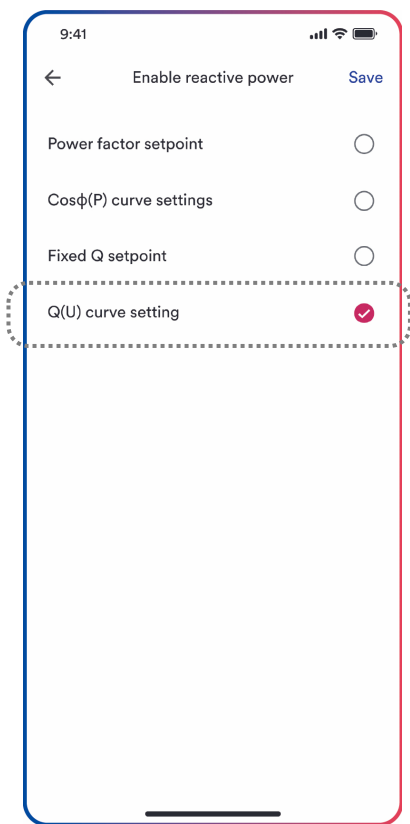 9:41
Enable reactive power Save
Power factor setpoint
Cosϕ(P) curve settings
Fixed Q setpoint
Q(U) curve setting